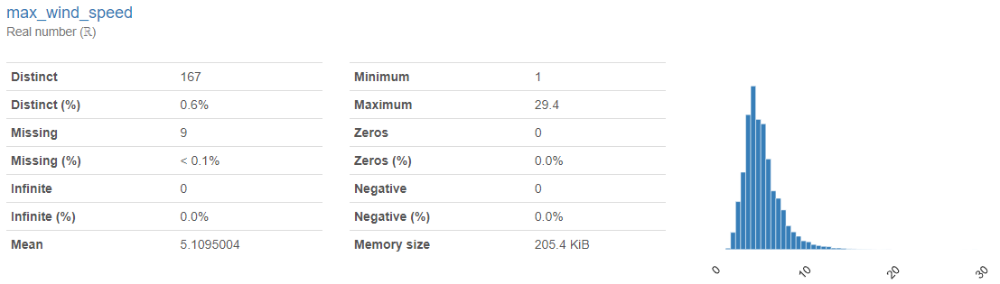 max_wind_speed
Real number (ℝ)
Distinct 167
Distinct (%) 0.6%
Missing 9
Missing (%) < 0.1%
Infinite 0
Infinite (%) 0.0%
Mean 5.1095004
Minimum 1
Maximum 29.4
Zeros 0
Zeros (%) 0.0%
Negative 0
Negative (%) 0.0%
Memory size 205.4 KiB
0 10 20 30